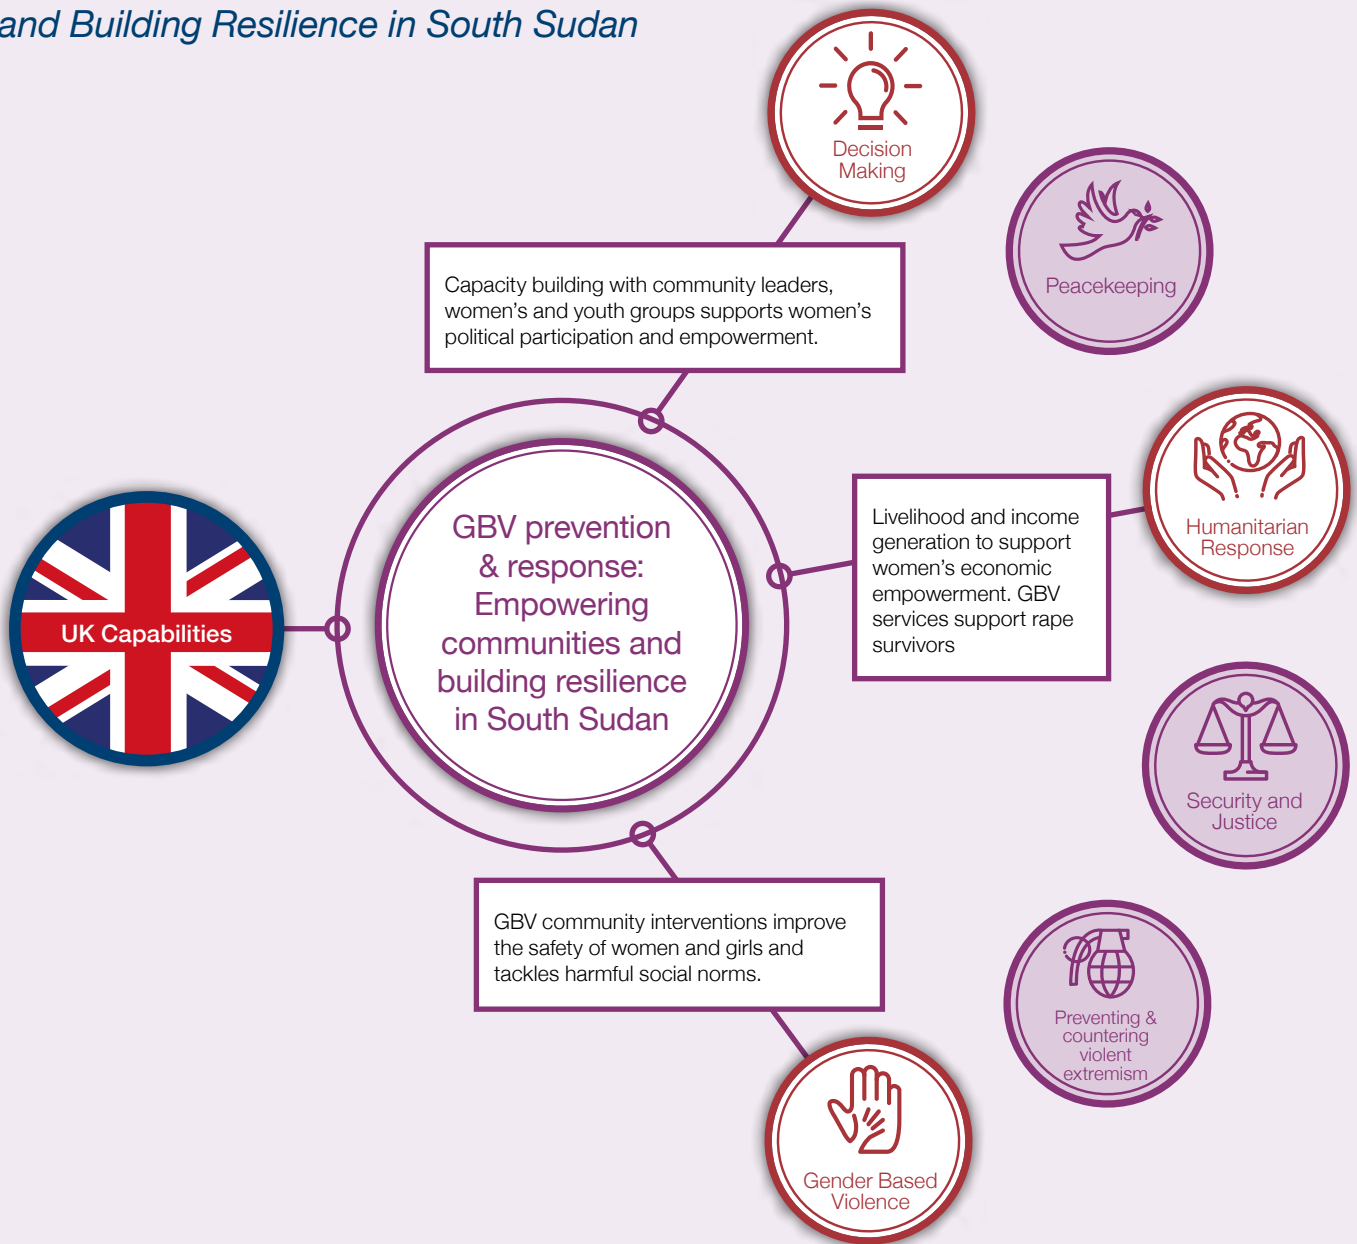 and Building Resilience in South Sudan
Decision
Making
Peacekeeping
Capacity building with community leaders,
women’s and youth groups supports women’s
political participation and empowerment.
Humanitarian
Response
Livelihood and income
generation to support
women’s economic
empowerment. GBV
services support rape
survivors
GBV prevention
& response:
Empowering
communities and
building resilience
in South Sudan
UK Capabilities
Security and
Justice
GBV community interventions improve
the safety of women and girls and
tackles harmful social norms.
Preventing &
countering
violent
extremism
Gender Based
Violence